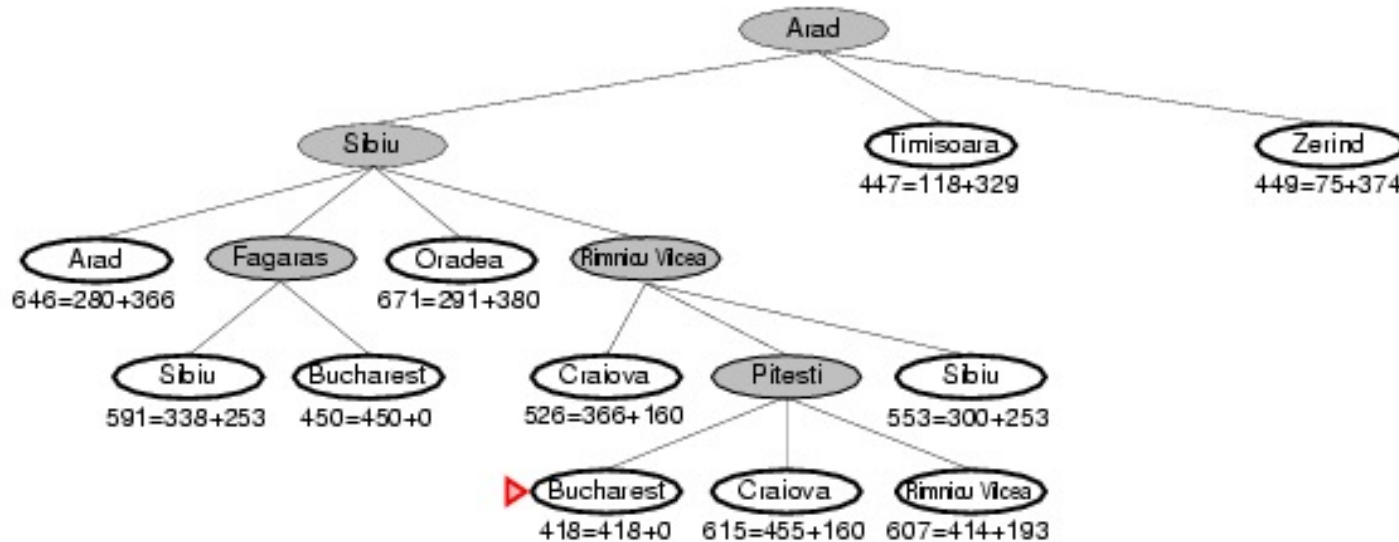 Arad
Sibiu Timisoara Zerind
447=118+329 449=75+374
Arad Fagaras Oradea Rimnicu Vilcea
646=280+366 671=291+380
Sibiu Bucharest Craiova Pitesti Sibiu
591=338+253 450=450+0 526=366+160 553=300+253
Bucharest Craiova Rimnicu Vilcea
418=418+0 615=455+160 607=414+193